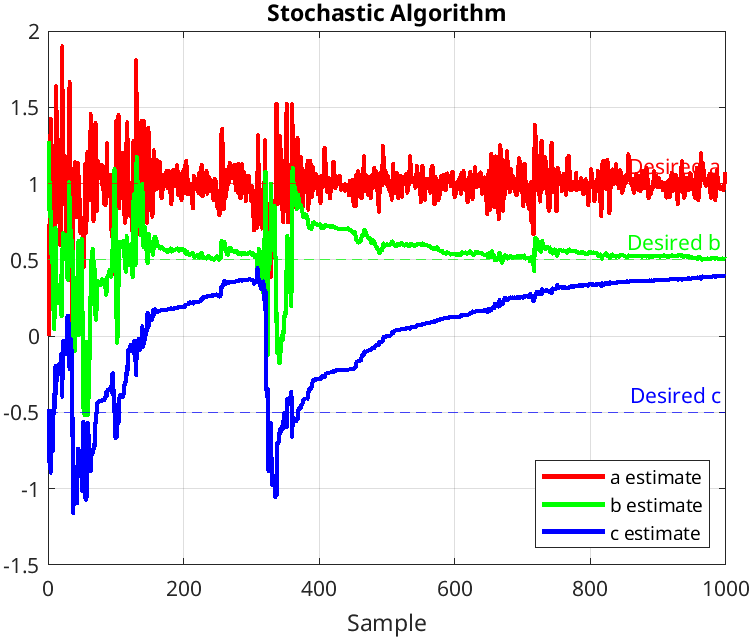 Stochastic Algorithm
2
1.5
1
0.5
0
-0.5
-1
-1.5
Desired a
Desired b
Desired c
a estimate
b estimate
c estimate
0 200 400 600 800 1000
Sample